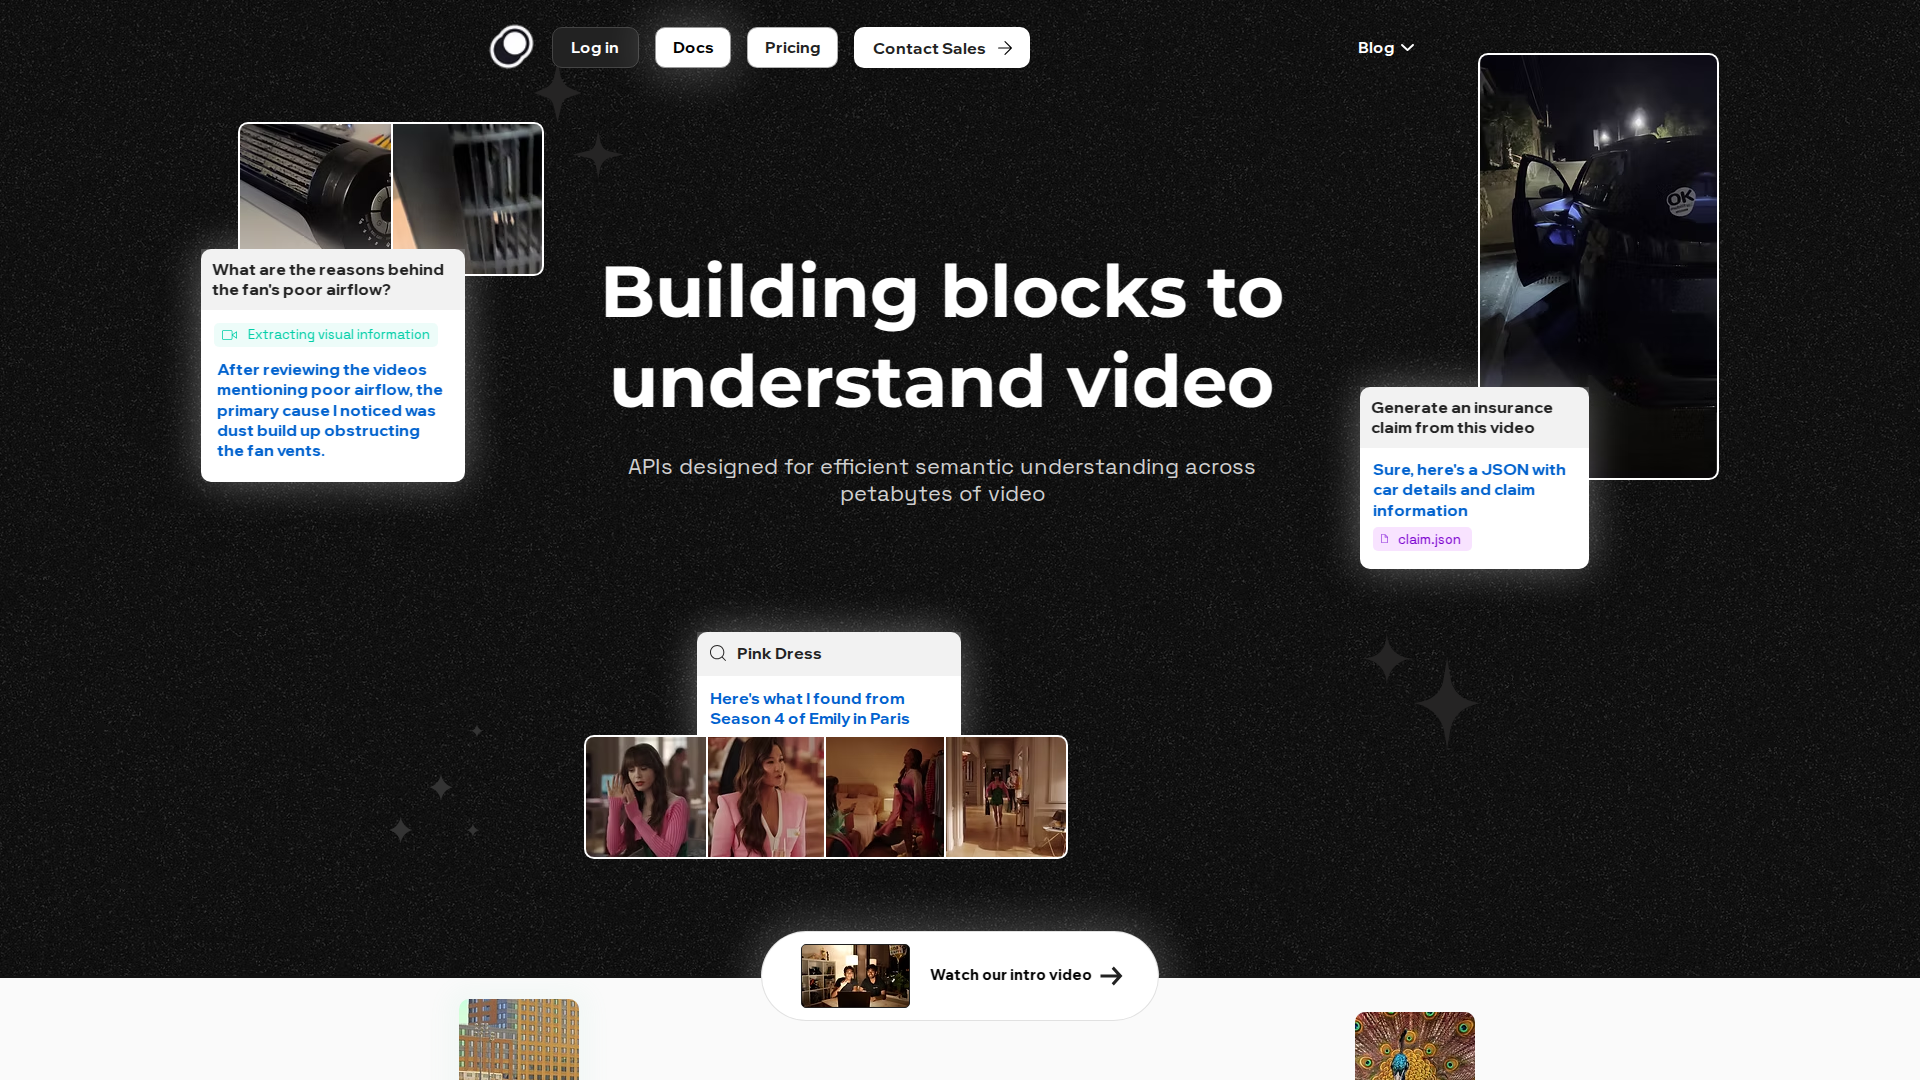 Log in
Docs
Pricing
Contact Sales
Blog
OK
What are the reasons behind
the fan's poor airflow?
Extracting visual information
After reviewing the videos
mentioning poor airflow, the
primary cause I noticed was
dust build up obstructing
the fan vents.
Building blocks to
understand video
APIs designed for efficient semantic understanding across
petabytes of video
Generate an insurance
claim from this video
Sure, here's a JSON with
car details and claim
information
claim.json
Pink Dress
Here's what I found from
Season 4 of Emily in Paris
Watch our intro video